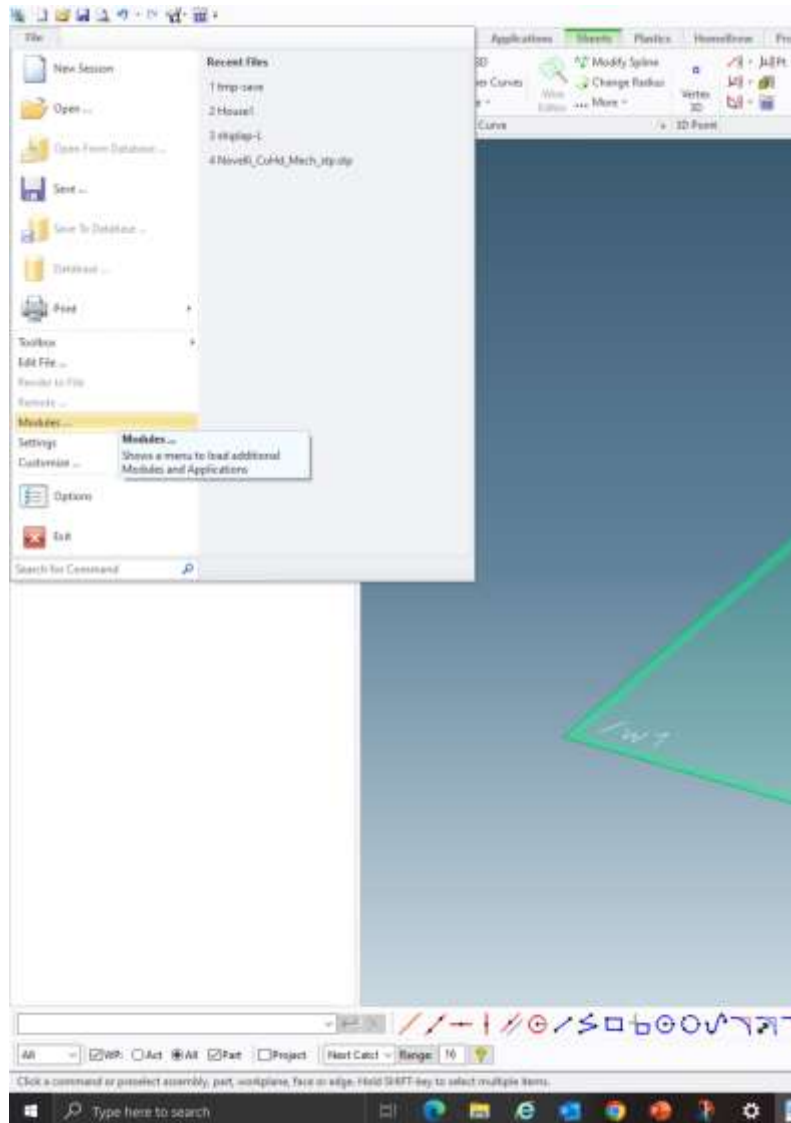 File
Applications Sheets Plastics
New Session
Open ...
Open From Database ...
Save ...
Save To Database ...
Database ...
Print
Toolbox
Edit File ...
Render to File
Remote ...
Modules ...
Settings
Customize ...
Options
Exit
Search for Command
Recent Files
1 tmp-save
2 House1
3 shiplap-L
Modules ...
Shows a menu to load additional
Modules and Applications
Modify Spline
Change Radius
More
Vertex
3D
Curve
3D Point
All WP: Act All Part Project Next Catch Range: 16
Click a command or preselect assembly, part, workplane, face or edge. Hold SHIFT-key to select multiple items.
Type here to search